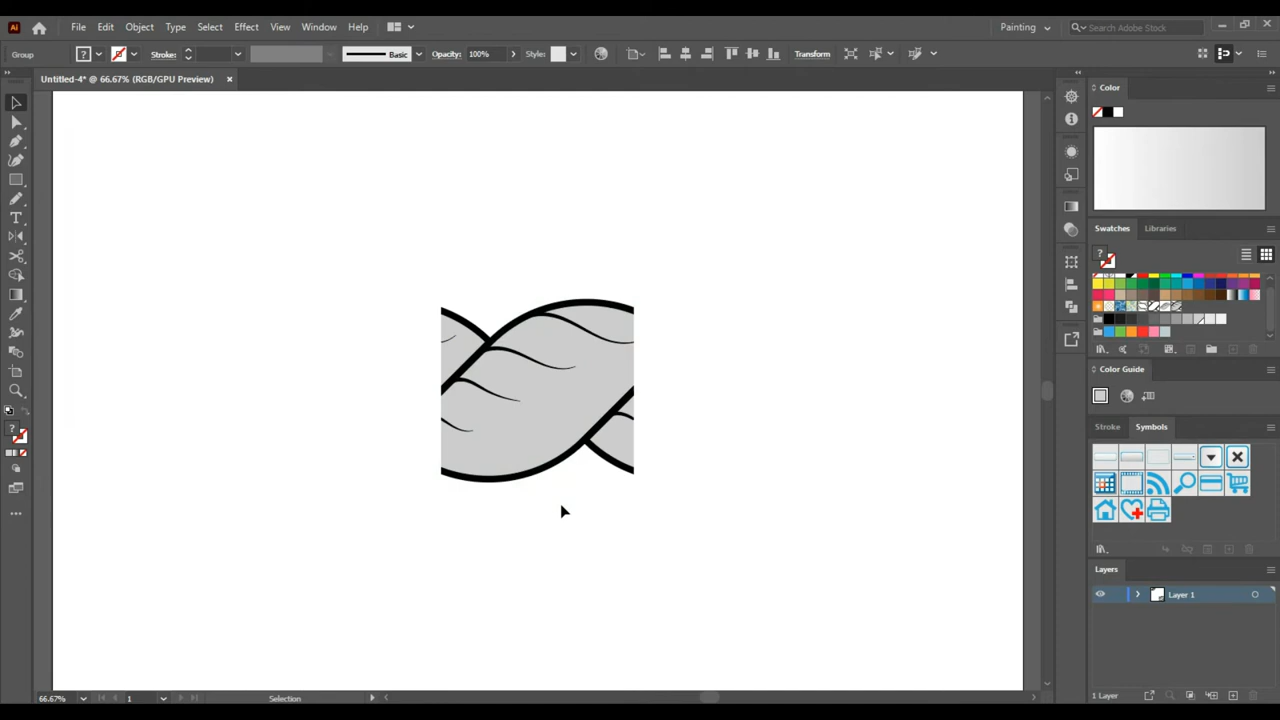 Ai File Edit Object Type Select Effect View Window Help Painting Search Adobe Stock
Group Stroke: Basic Opacity: 100% Style: Transform
Untitled-4* @ 66.67% (RGB/GPU Preview)
Color
Swatches Libraries
Color Guide
Stroke Symbols
Layers
Layer 1
66.67% 1 Selection 1 Layer